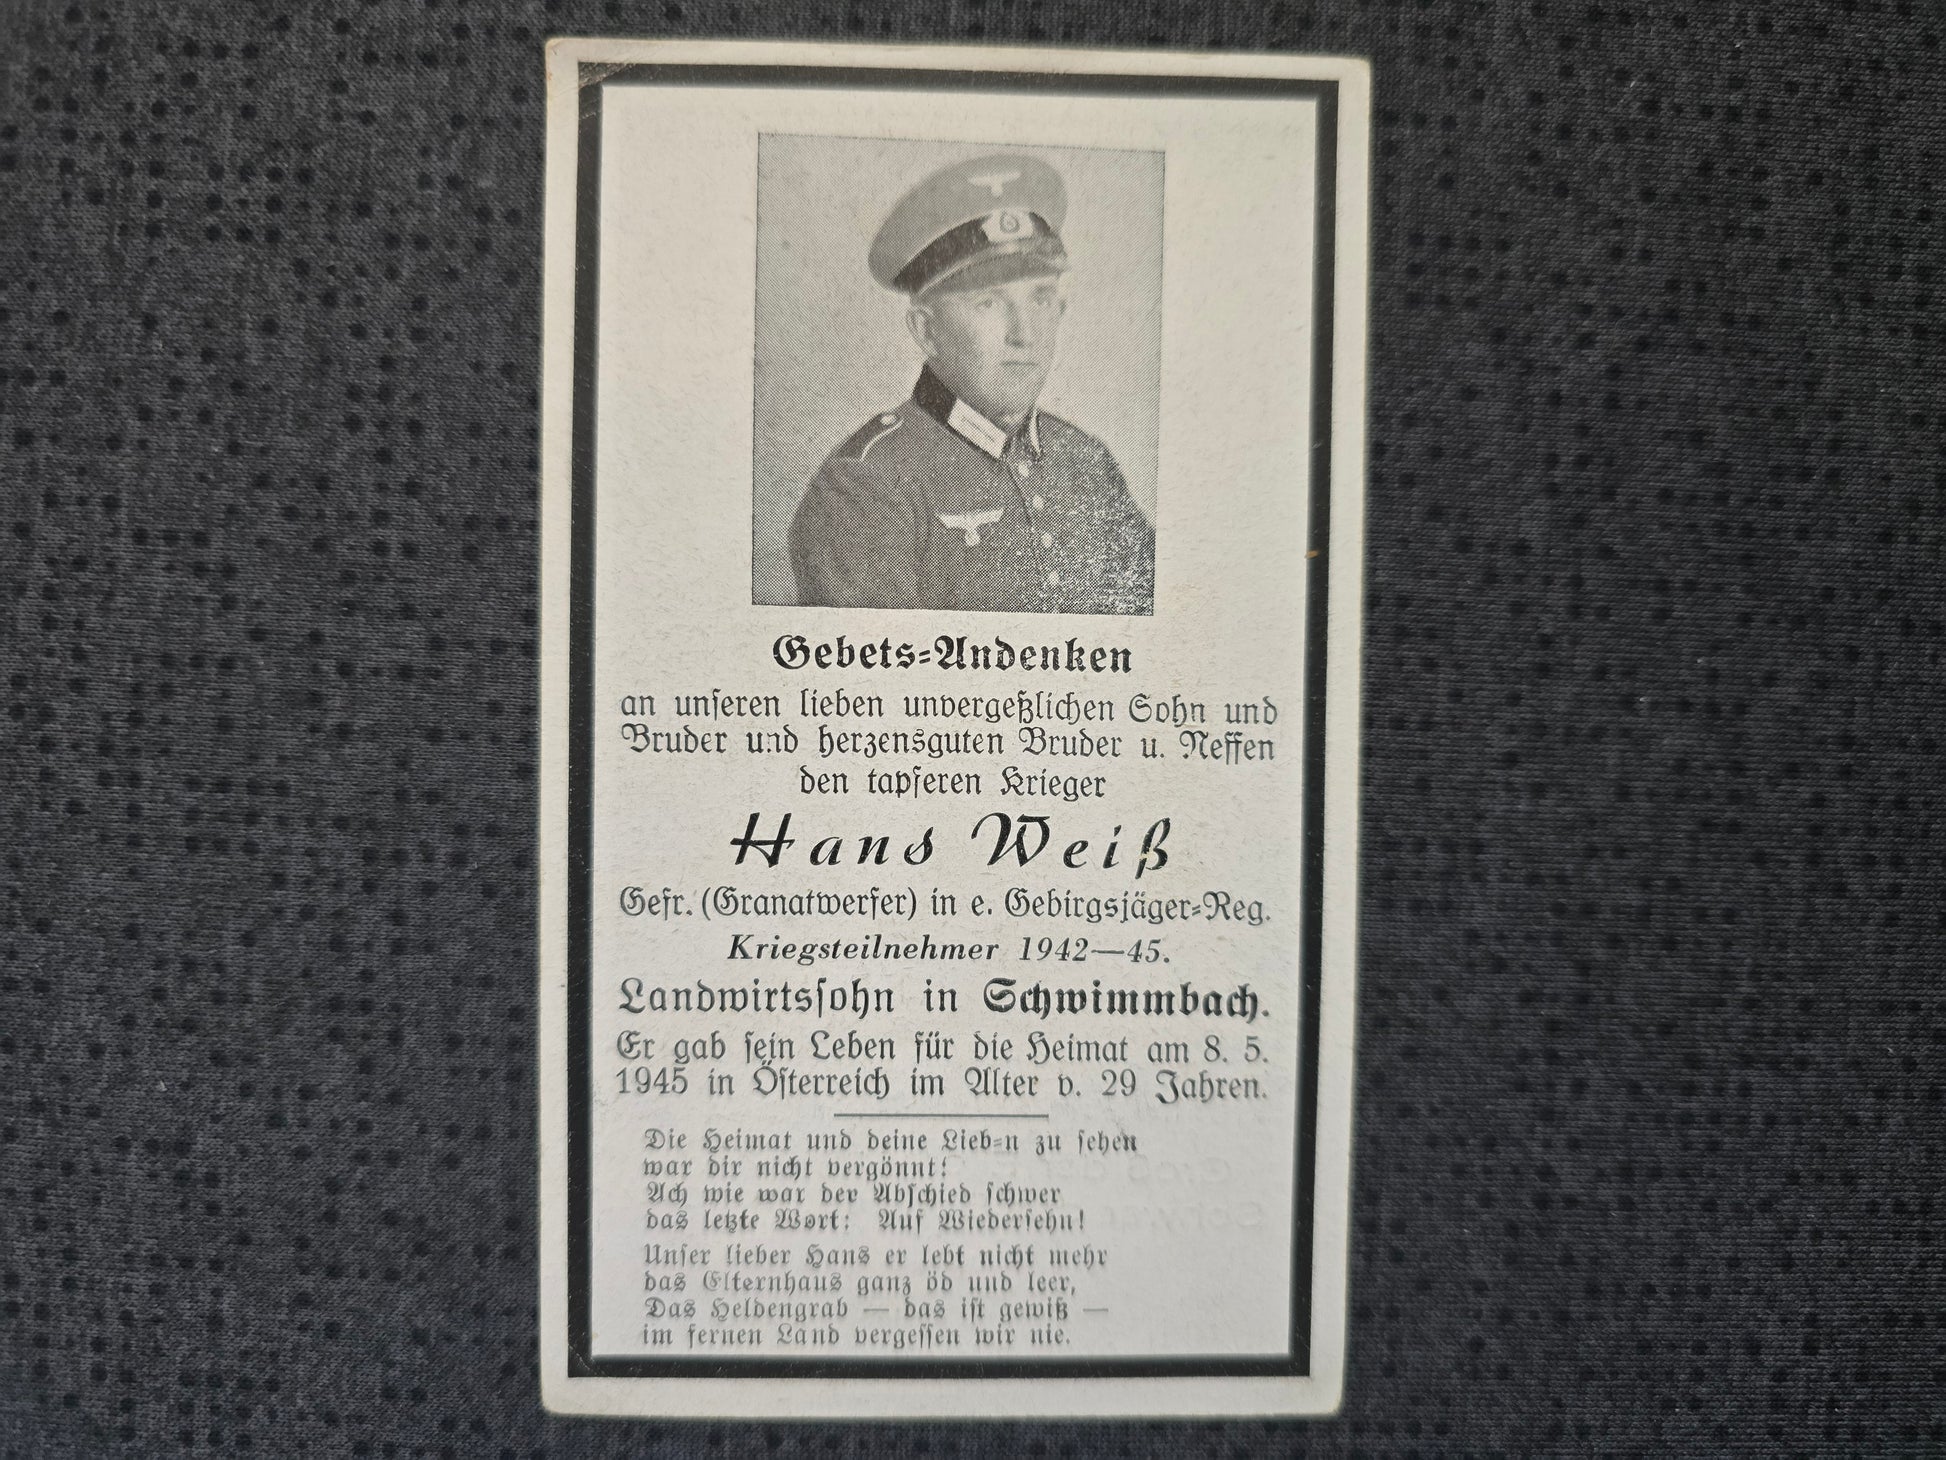 Gebets-Andenken
an unseren lieben unvergeßlichen Sohn und
Bruder und herzensguten Bruder u. Neffen
den tapferen Krieger
Hans Weiß
Gefr. (Granatwerfer) in e. Gebirgsjäger-Reg.
Kriegsteilnehmer 1942—45.
Landwirtssohn in Schwimmbach.
Er gab sein Leben für die Heimat am 8. 5.
1945 in Österreich im Alter v. 29 Jahren.
Die Heimat und deine Lieb=n zu sehen
war dir nicht vergönnt!
Ach wie war der Abschied schwer
das letzte Wort: Auf Wiedersehn!
Unser lieber Hans er lebt nicht mehr
das Elternhaus ganz öd und leer,
Das Heldengrab — das ist gewiß —
im fernen Land vergessen wir nie.